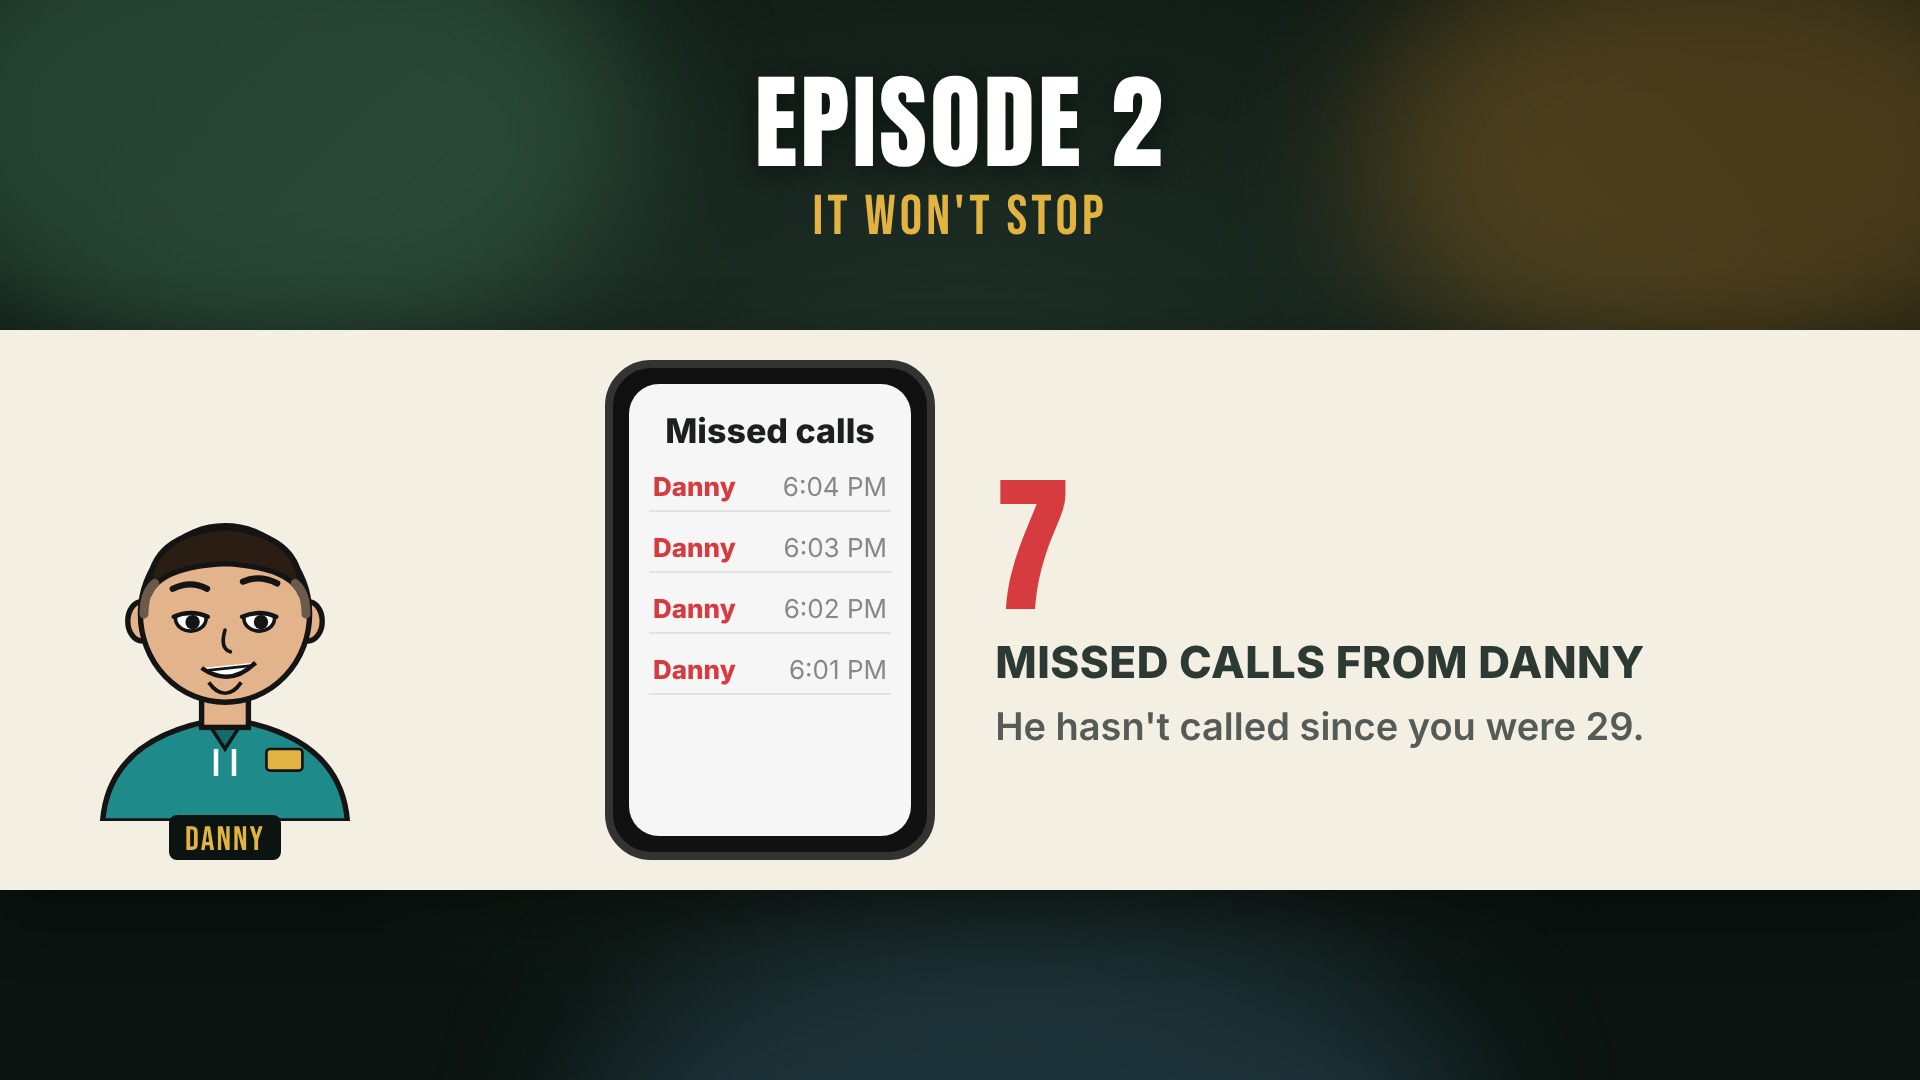 EPISODE 2
IT WON'T STOP
Missed calls
Danny 6:04 PM
Danny 6:03 PM
Danny 6:02 PM
Danny 6:01 PM
7
MISSED CALLS FROM DANNY
He hasn't called since you were 29.
DANNY